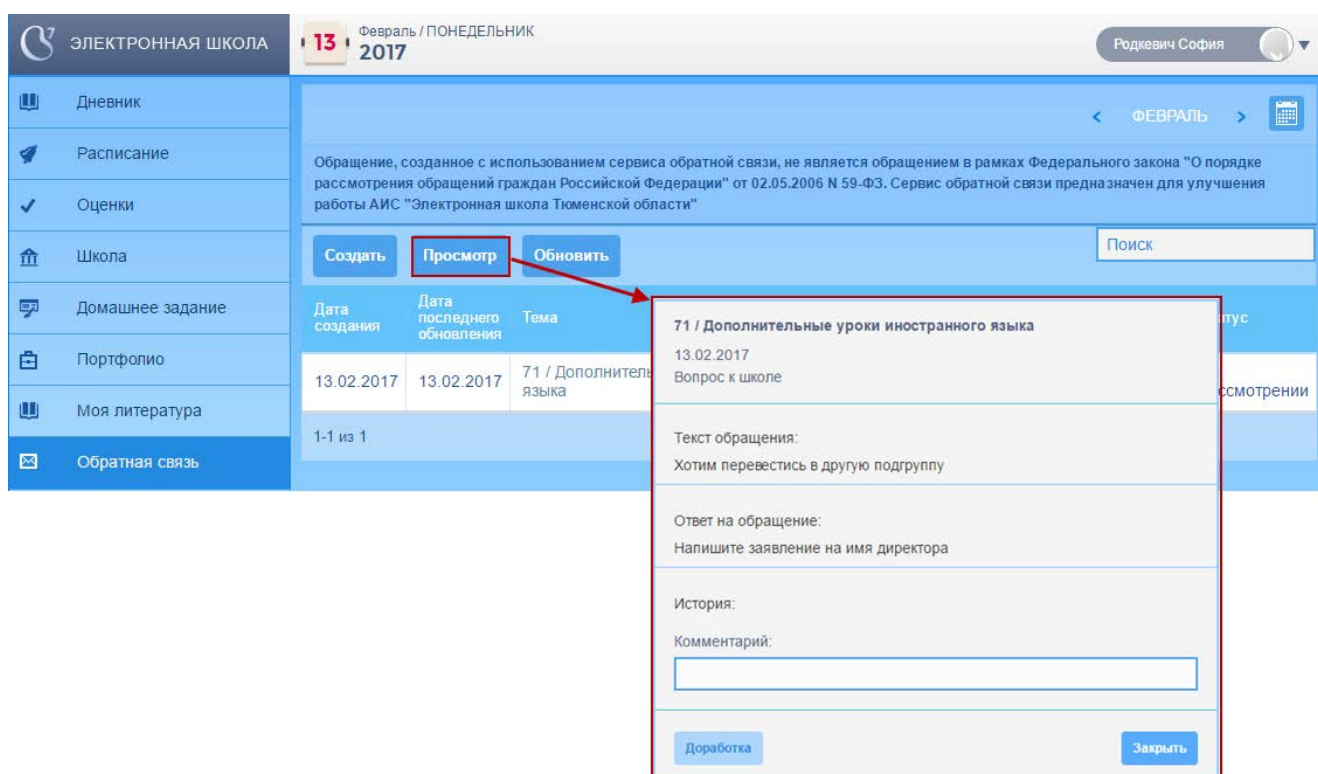 ЭЛЕКТРОННАЯ ШКОЛА
13
Февраль / ПОНЕДЕЛЬНИК
2017
Родкевич София
Дневник
Расписание
Оценки
Школа
Домашнее задание
Портфолио
Моя литература
Обратная связь
ФЕВРАЛЬ
Обращение, созданное с использованием сервиса обратной связи, не является обращением в рамках Федерального закона "О порядке
рассмотрения обращений граждан Российской Федерации" от 02.05.2006 N 59-ФЗ. Сервис обратной связи предназначен для улучшения
работы АИС "Электронная школа Тюменской области"
Создать Просмотр Обновить
Поиск
Дата
создания
Дата
последнего
обновления
Тема
тус
13.02.2017 13.02.2017
71 / Дополнитель
языка
ссмотрении
1-1 из 1
71 / Дополнительные уроки иностранного языка
13.02.2017
Вопрос к школе
Текст обращения:
Хотим перевестись в другую подгруппу
Ответ на обращение:
Напишите заявление на имя директора
История:
Комментарий:
Доработка Закрыть